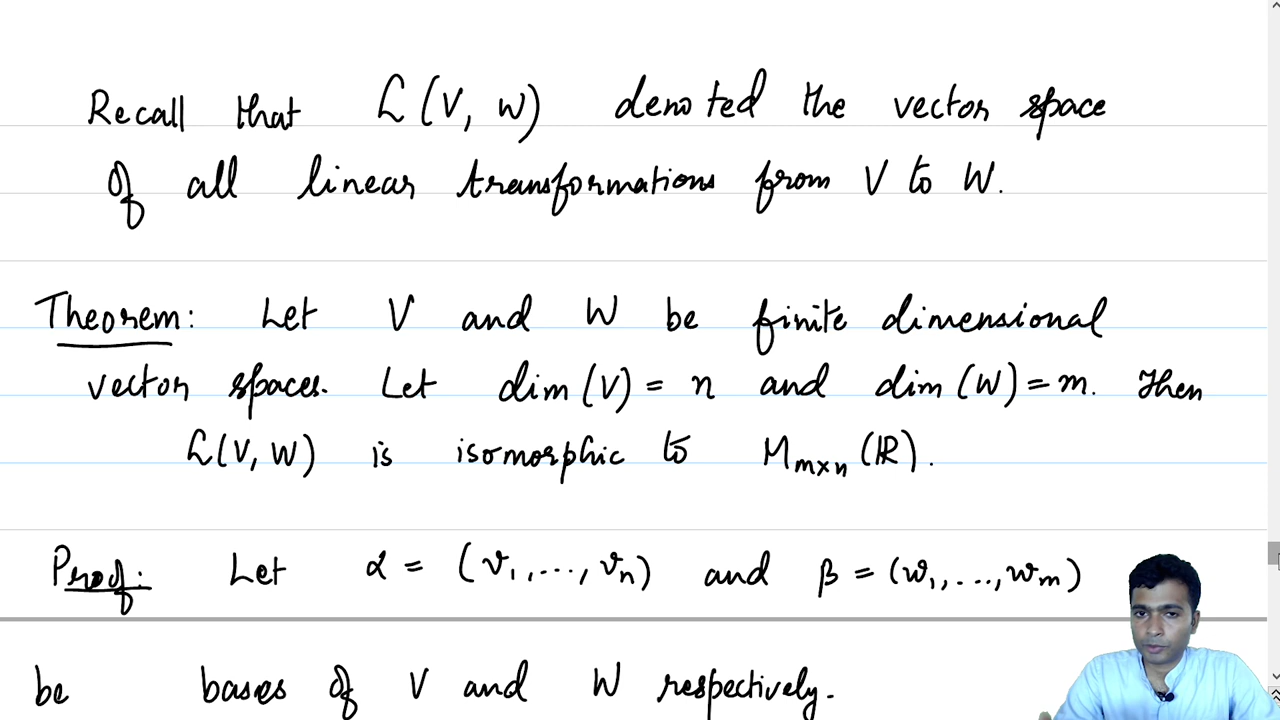 Recall that ℒ(V, W) denoted the vector space
of all linear transformations from V to W.
Theorem: Let V and W be finite dimensional
vector spaces. Let dim(V) = n and dim(W) = m. Then
ℒ(V, W) is isomorphic to M_{m×n}(ℝ).
Proof: Let α = (v₁, ..., vₙ) and β = (w₁, ..., wₘ)
be bases of V and W respectively.